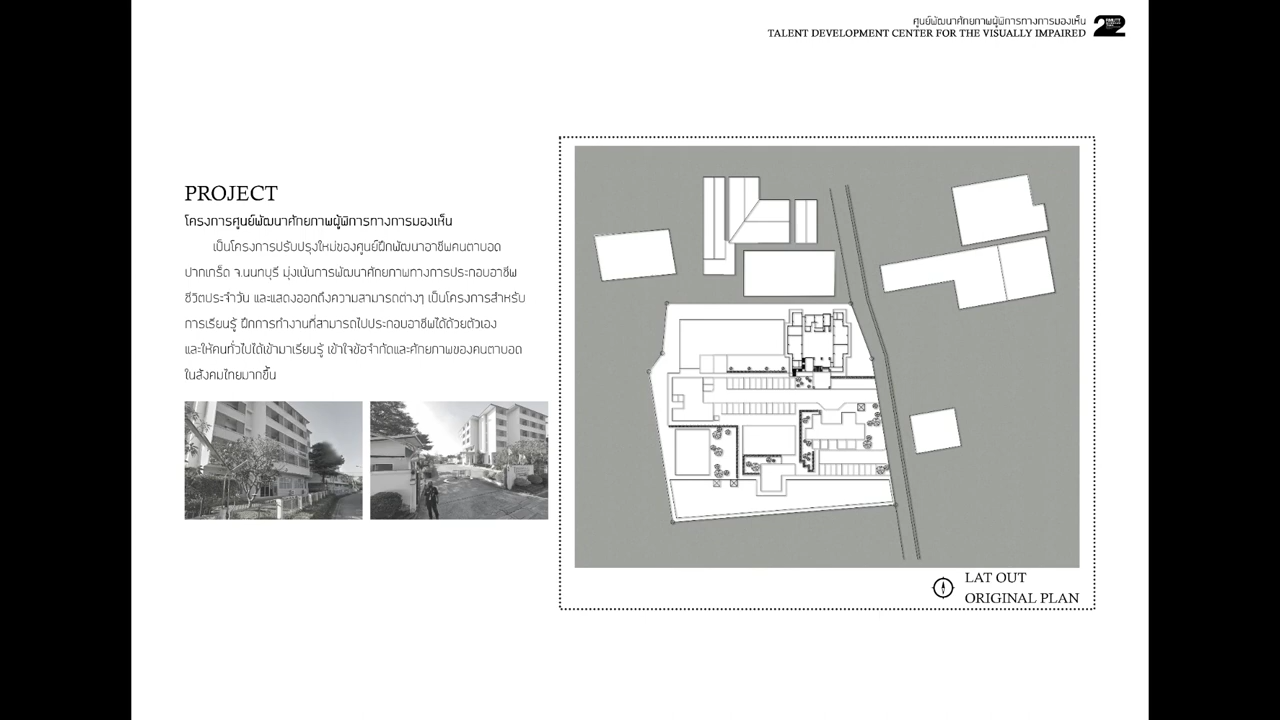 ศูนย์พัฒนาศักยภาพผู้พิการทางการมองเห็น
TALENT DEVELOPMENT CENTER FOR THE VISUALLY IMPAIRED
22
PROJECT
โครงการศูนย์พัฒนาศักยภาพผู้พิการทางการมองเห็น
เป็นโครงการปรับปรุงใหม่ของศูนย์ฝึกพัฒนาอาชีพคนตาบอด
ปากเกร็ด จ.นนทบุรี มุ่งเน้นการพัฒนาศักยภาพทางการประกอบอาชีพ
ชีวิตประจำวัน และแสดงออกถึงความสามารถต่างๆ เป็นโครงการสำหรับ
การเรียนรู้ ฝึกการทำงานที่สามารถไปประกอบอาชีพได้ด้วยตัวเอง
และให้คนทั่วไปได้เข้ามาเรียนรู้ เข้าใจข้อจำกัดและศักยภาพของคนตาบอด
ในสังคมไทยมากขึ้น
LAT OUT
ORIGINAL PLAN